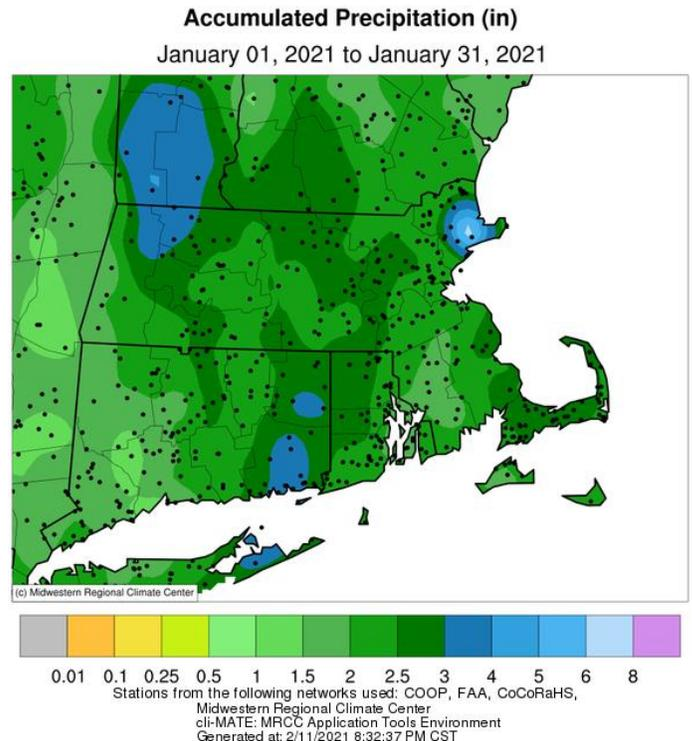 Accumulated Precipitation (in)
January 01, 2021 to January 31, 2021
(c) Midwestern Regional Climate Center
0.01 0.1 0.25 0.5 1 1.5 2 2.5 3 4 5 6 8
Stations from the following networks used: COOP, FAA, CoCoRaHS,
Midwestern Regional Climate Center
cli-MATE: MRCC Application Tools Environment
Generated at: 2/11/2021 8:32:37 PM CST